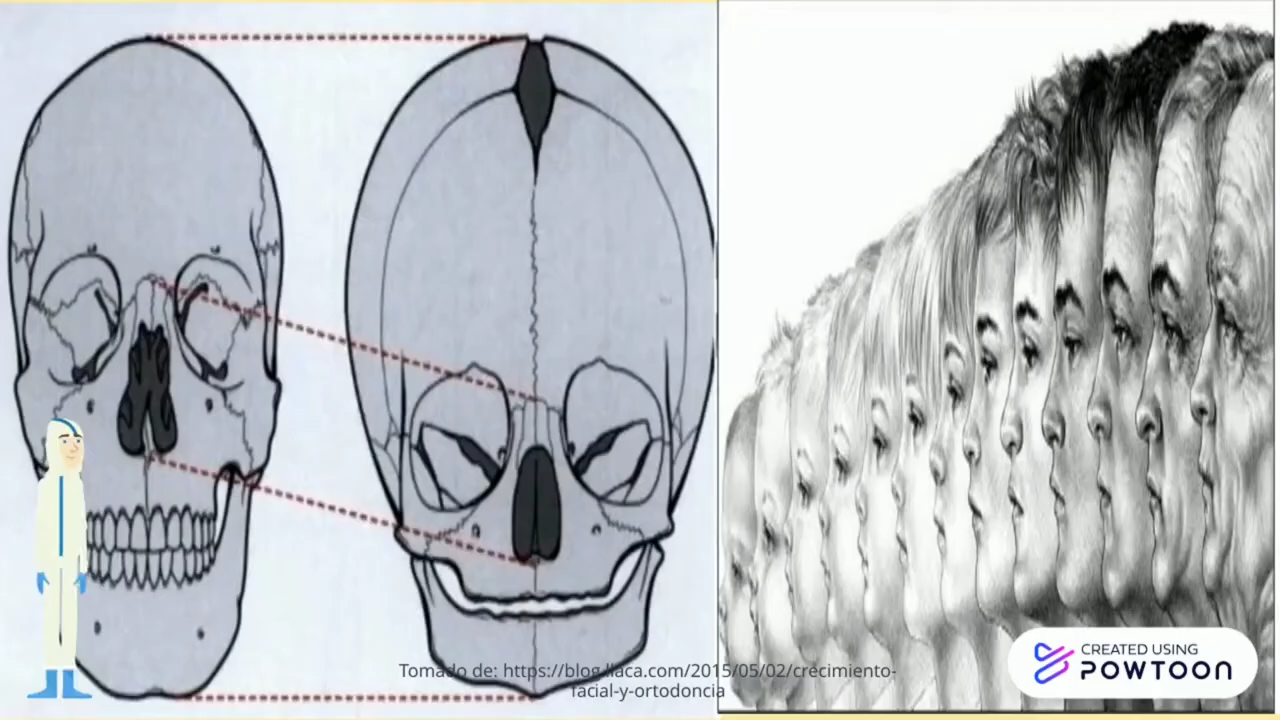 Tomado de: https://blog.llaca.com/2015/05/02/crecimiento-
facial-y-ortodoncia
CREATED USING
POWTOON